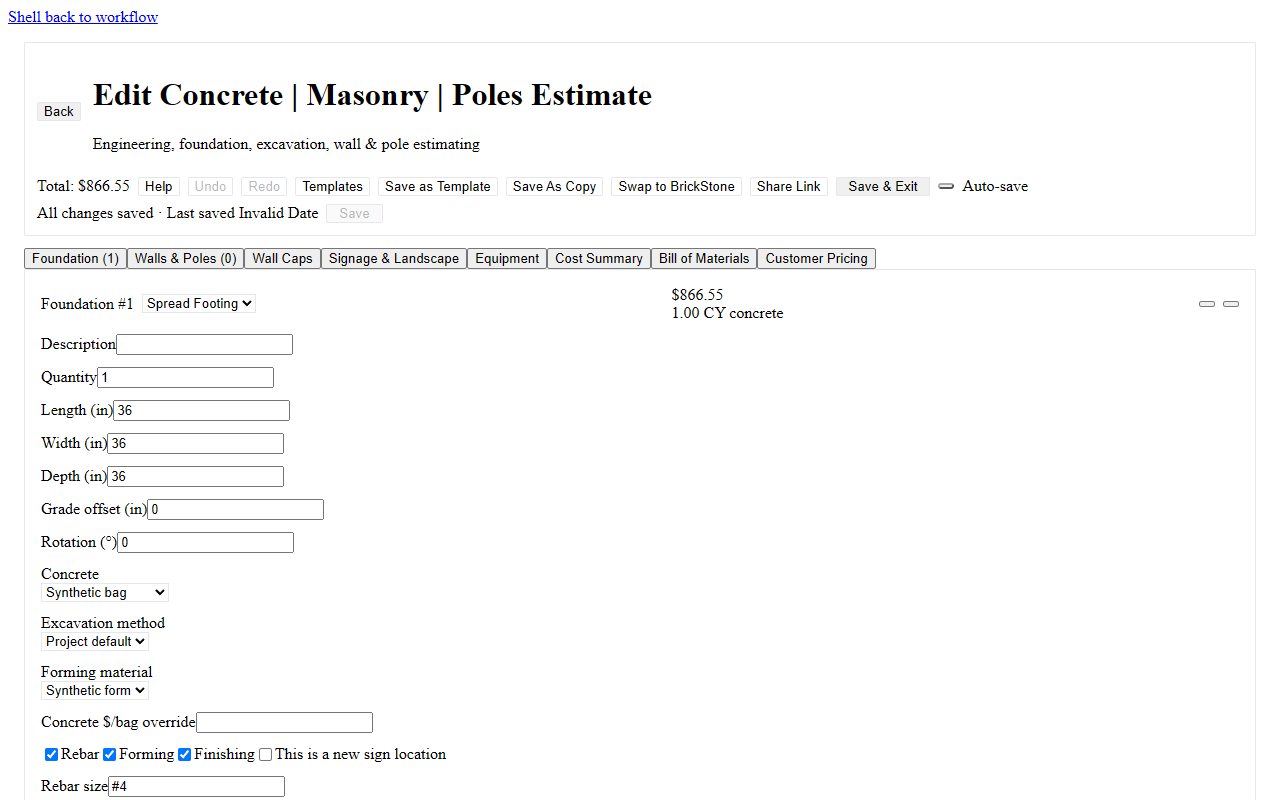 Shell back to workflow
Back
Edit Concrete | Masonry | Poles Estimate
Engineering, foundation, excavation, wall & pole estimating
Total: $866.55 Help Undo Redo Templates Save as Template Save As Copy Swap to BrickStone Share Link Save & Exit Auto-save
All changes saved · Last saved Invalid Date Save
Foundation (1) Walls & Poles (0) Wall Caps Signage & Landscape Equipment Cost Summary Bill of Materials Customer Pricing
Foundation #1 Spread Footing
$866.55
1.00 CY concrete
Description
Quantity 1
Length (in) 36
Width (in) 36
Depth (in) 36
Grade offset (in) 0
Rotation (°) 0
Concrete
Synthetic bag
Excavation method
Project default
Forming material
Synthetic form
Concrete $/bag override
Rebar Forming Finishing This is a new sign location
Rebar size #4